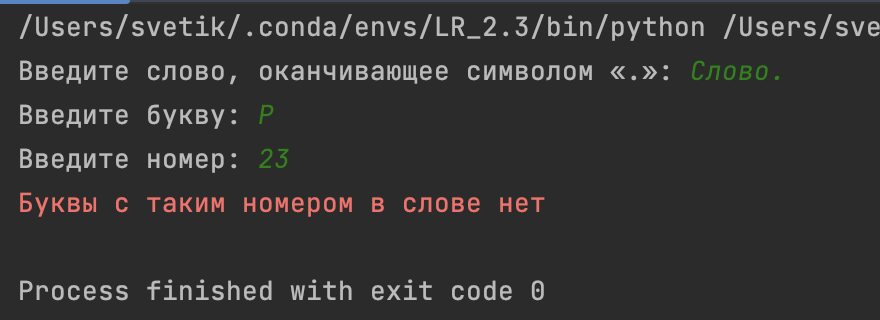 /Users/svetik/.conda/envs/LR_2.3/bin/python /Users/sve
Введите слово, оканчивающее символом «.»: Слово.
Введите букву: Р
Введите номер: 23
Буквы с таким номером в слове нет
Process finished with exit code 0